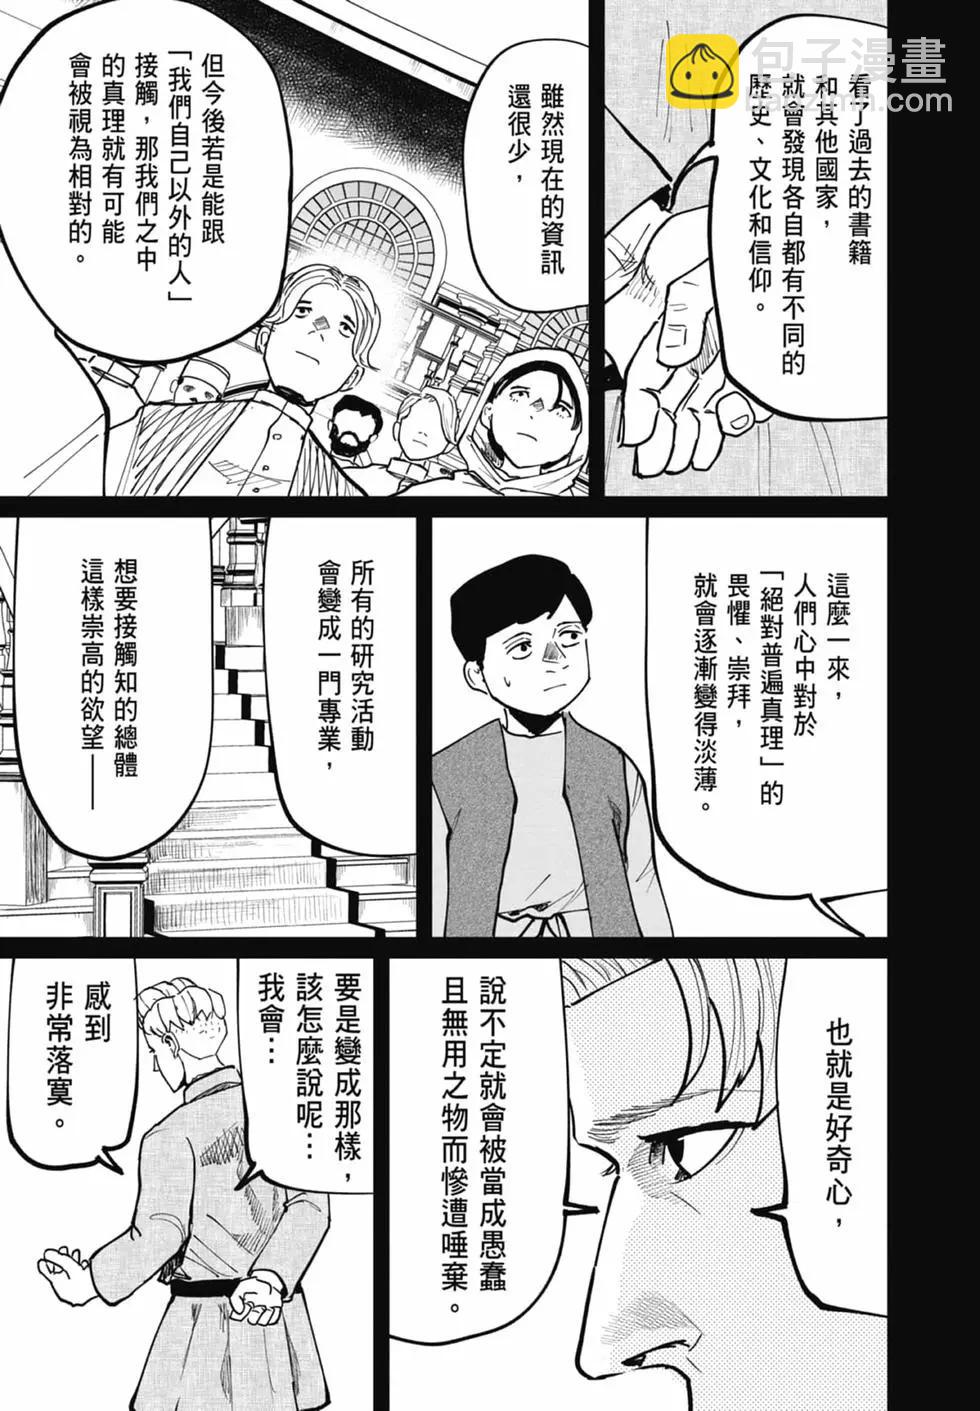 包子漫畫
baozimh.com
看了過去的書籍
和其他國家，
就會發現各自都有不同的
歷史、文化和信仰。
雖然現在的資訊
還很少，
但今後若是能跟
「我們自己以外的人」
接觸，那我們之中
的真理就有可能
會被視為相對的。
這麼一來，
人們心中對於
「絕對普遍真理」的
畏懼、崇拜，
就會逐漸變得淡薄。
所有的研究活動
會變成一門專業，
想要接觸知的總體
這樣崇高的欲望——
也就是好奇心，
說不定就會被當成愚蠢
且無用之物而慘遭唾棄。
要是變成那樣，
該怎麼說呢…
我會…
感到
非常落寞。